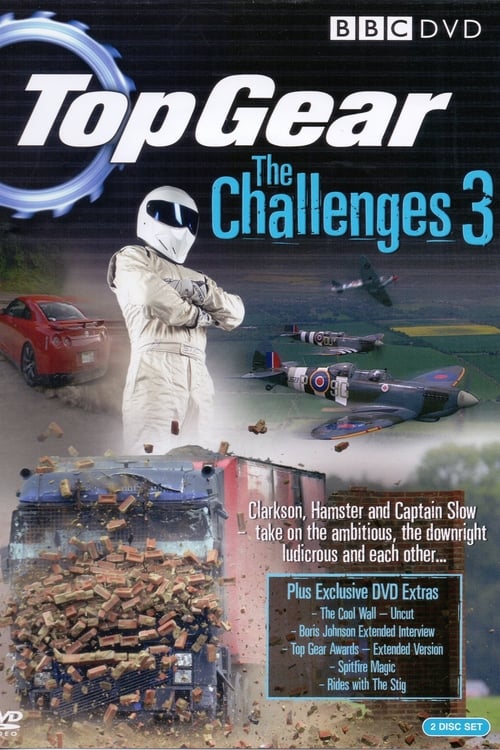 BBC DVD
Top Gear
The
Challenges 3
Clarkson, Hamster and Captain Slow
– take on the ambitious, the downright
ludicrous and each other...
Plus Exclusive DVD Extras
- The Cool Wall – Uncut
- Boris Johnson Extended Interview
- Top Gear Awards – Extended Version
- Spitfire Magic
- Rides with The Stig
DVD
VIDEO
2 DISC SET